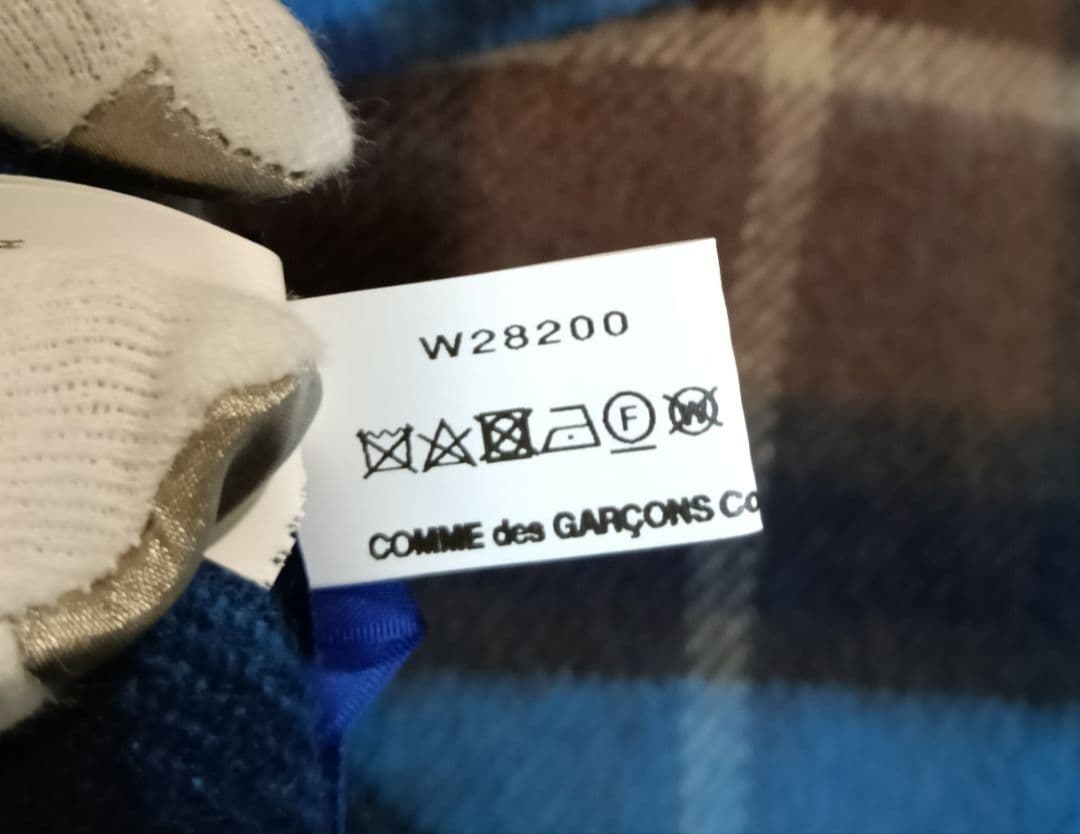 W28200
F W
COMME des GARÇONS Co